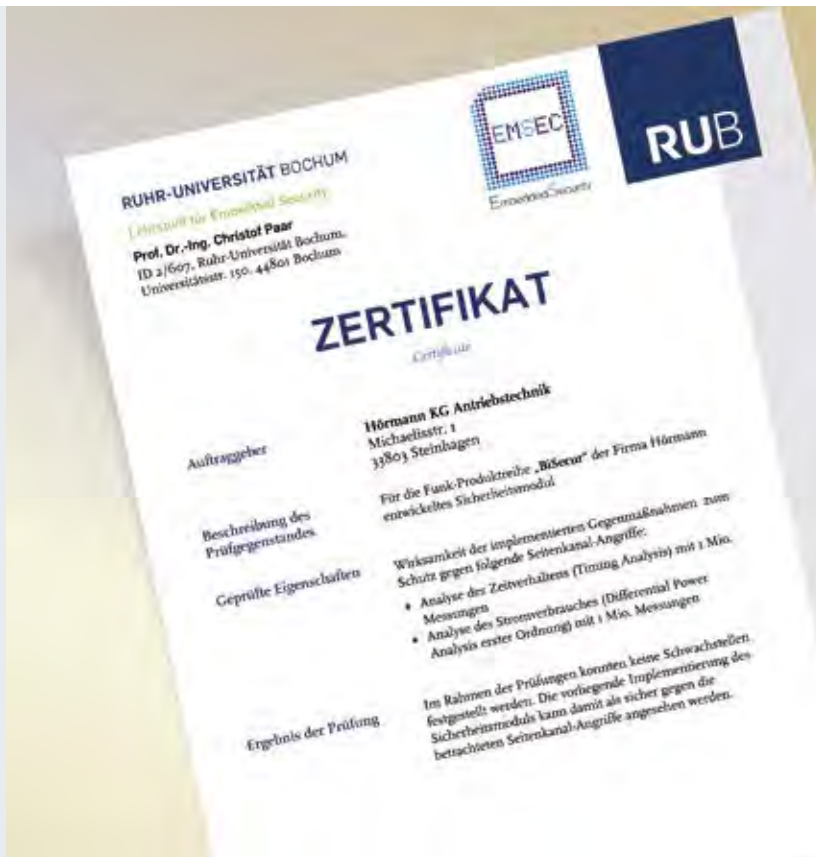 RUHR-UNIVERSITÄT BOCHUM
EMSEC
RUB
Lehrstuhl für Embedded Security
EmbeddedSecurity
Prof. Dr.-Ing. Christof Paar
ID 2/607, Ruhr-Universität Bochum,
Universitätsstr. 150, 44801 Bochum
ZERTIFIKAT
Certificate
Auftraggeber
Hörmann KG Antriebstechnik
Michaelisstr. 1
33803 Steinhagen
Beschreibung des
Prüfgegenstandes
Für die Funk-Produktreihe „BiSecur“ der Firma Hörmann
entwickeltes Sicherheitsmodul
Geprüfte Eigenschaften
Wirksamkeit der implementierten Gegenmaßnahmen zum
Schutz gegen folgende Seitenkanal-Angriffe:
• Analyse des Zeitverhaltens (Timing Analysis) mit 1 Mio.
Messungen
• Analyse des Stromverbrauches (Differential Power
Analysis erster Ordnung) mit 1 Mio. Messungen
Ergebnis der Prüfung
Im Rahmen der Prüfungen konnten keine Schwachstellen
festgestellt werden. Die vorliegende Implementierung des
Sicherheitsmoduls kann damit als sicher gegen die
betrachteten Seitenkanal-Angriffe angesehen werden.